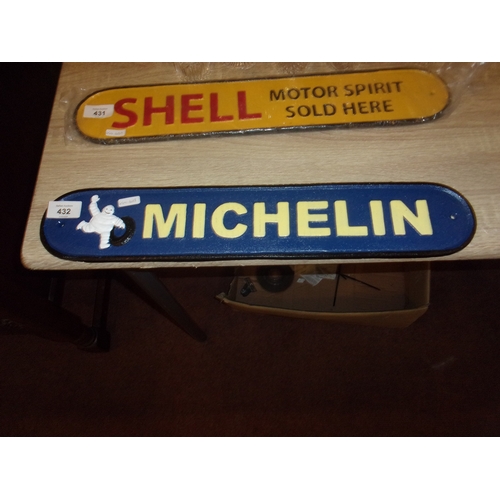 431
SHELL
MOTOR SPIRIT
SOLD HERE
432
MICHELIN